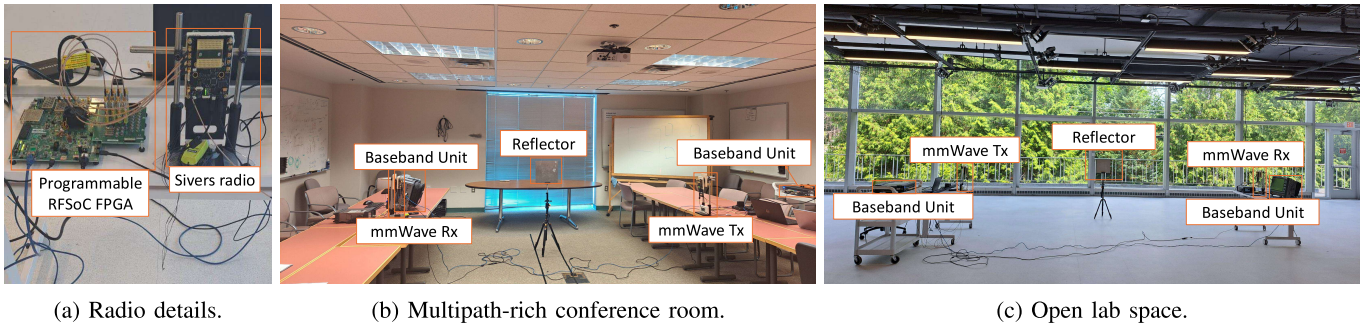 Programmable
RFSoC FPGA
Sivers radio
Baseband Unit
Reflector
Baseband Unit
mmWave Rx
mmWave Tx
mmWave Tx
Reflector
mmWave Rx
Baseband Unit
Baseband Unit
(a) Radio details.
(b) Multipath-rich conference room.
(c) Open lab space.